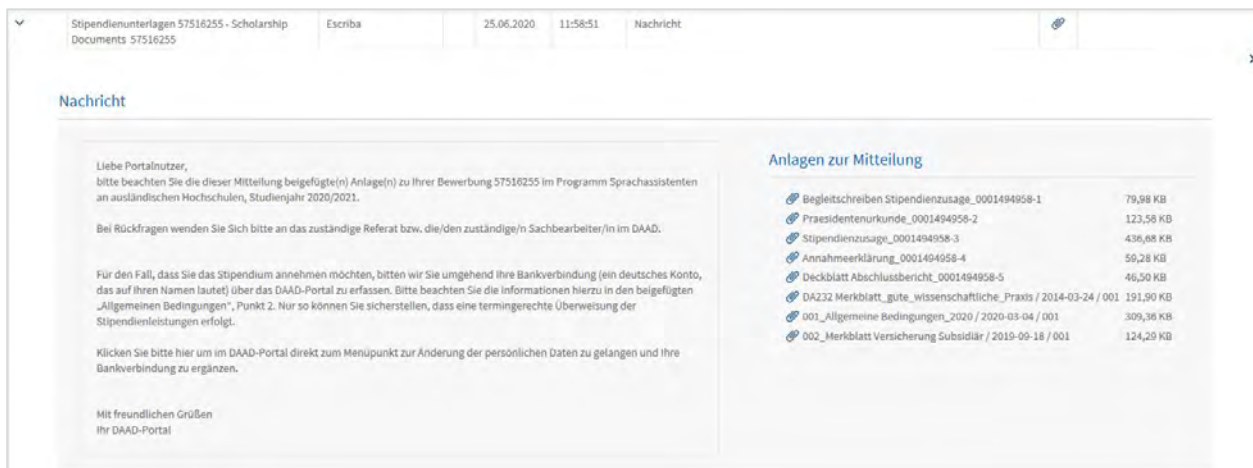 Stipendienunterlagen 57516255 - Scholarship Documents 57516255 Escriba 25.06.2020 11:58:51 Nachricht
Nachricht
Liebe Portalnutzer,
bitte beachten Sie die dieser Mitteilung beigefügte(n) Anlage(n) zu Ihrer Bewerbung 57516255 im Programm Sprachassistenten
an ausländischen Hochschulen, Studienjahr 2020/2021.
Bei Rückfragen wenden Sie Sich bitte an das zuständige Referat bzw. die/den zuständige/n Sachbearbeiter/in im DAAD.
Für den Fall, dass Sie das Stipendium annehmen möchten, bitten wir Sie umgehend Ihre Bankverbindung (ein deutsches Konto,
das auf Ihren Namen lautet) über das DAAD-Portal zu erfassen. Bitte beachten Sie die Informationen hierzu in den beigefügten
„Allgemeinen Bedingungen“, Punkt 2. Nur so können Sie sicherstellen, dass eine termingerechte Überweisung der
Stipendienleistungen erfolgt.
Klicken Sie bitte hier um im DAAD-Portal direkt zum Menüpunkt zur Änderung der persönlichen Daten zu gelangen und Ihre
Bankverbindung zu ergänzen.
Mit freundlichen Grüßen
Ihr DAAD-Portal
Anlagen zur Mitteilung
Begleitschreiben Stipendienzusage_0001494958-1 79,98 KB
Praesidentenurkunde_0001494958-2 123,58 KB
Stipendienzusage_0001494958-3 436,68 KB
Annahmeerklärung_0001494958-4 59,28 KB
Deckblatt Abschlussbericht_0001494958-5 46,50 KB
DA232 Merkblatt_gute_wissenschaftliche_Praxis / 2014-03-24 / 001 191,90 KB
001_Allgemeine Bedingungen_2020 / 2020-03-04 / 001 309,36 KB
002_Merkblatt Versicherung Subsidiär / 2019-09-18 / 001 124,29 KB